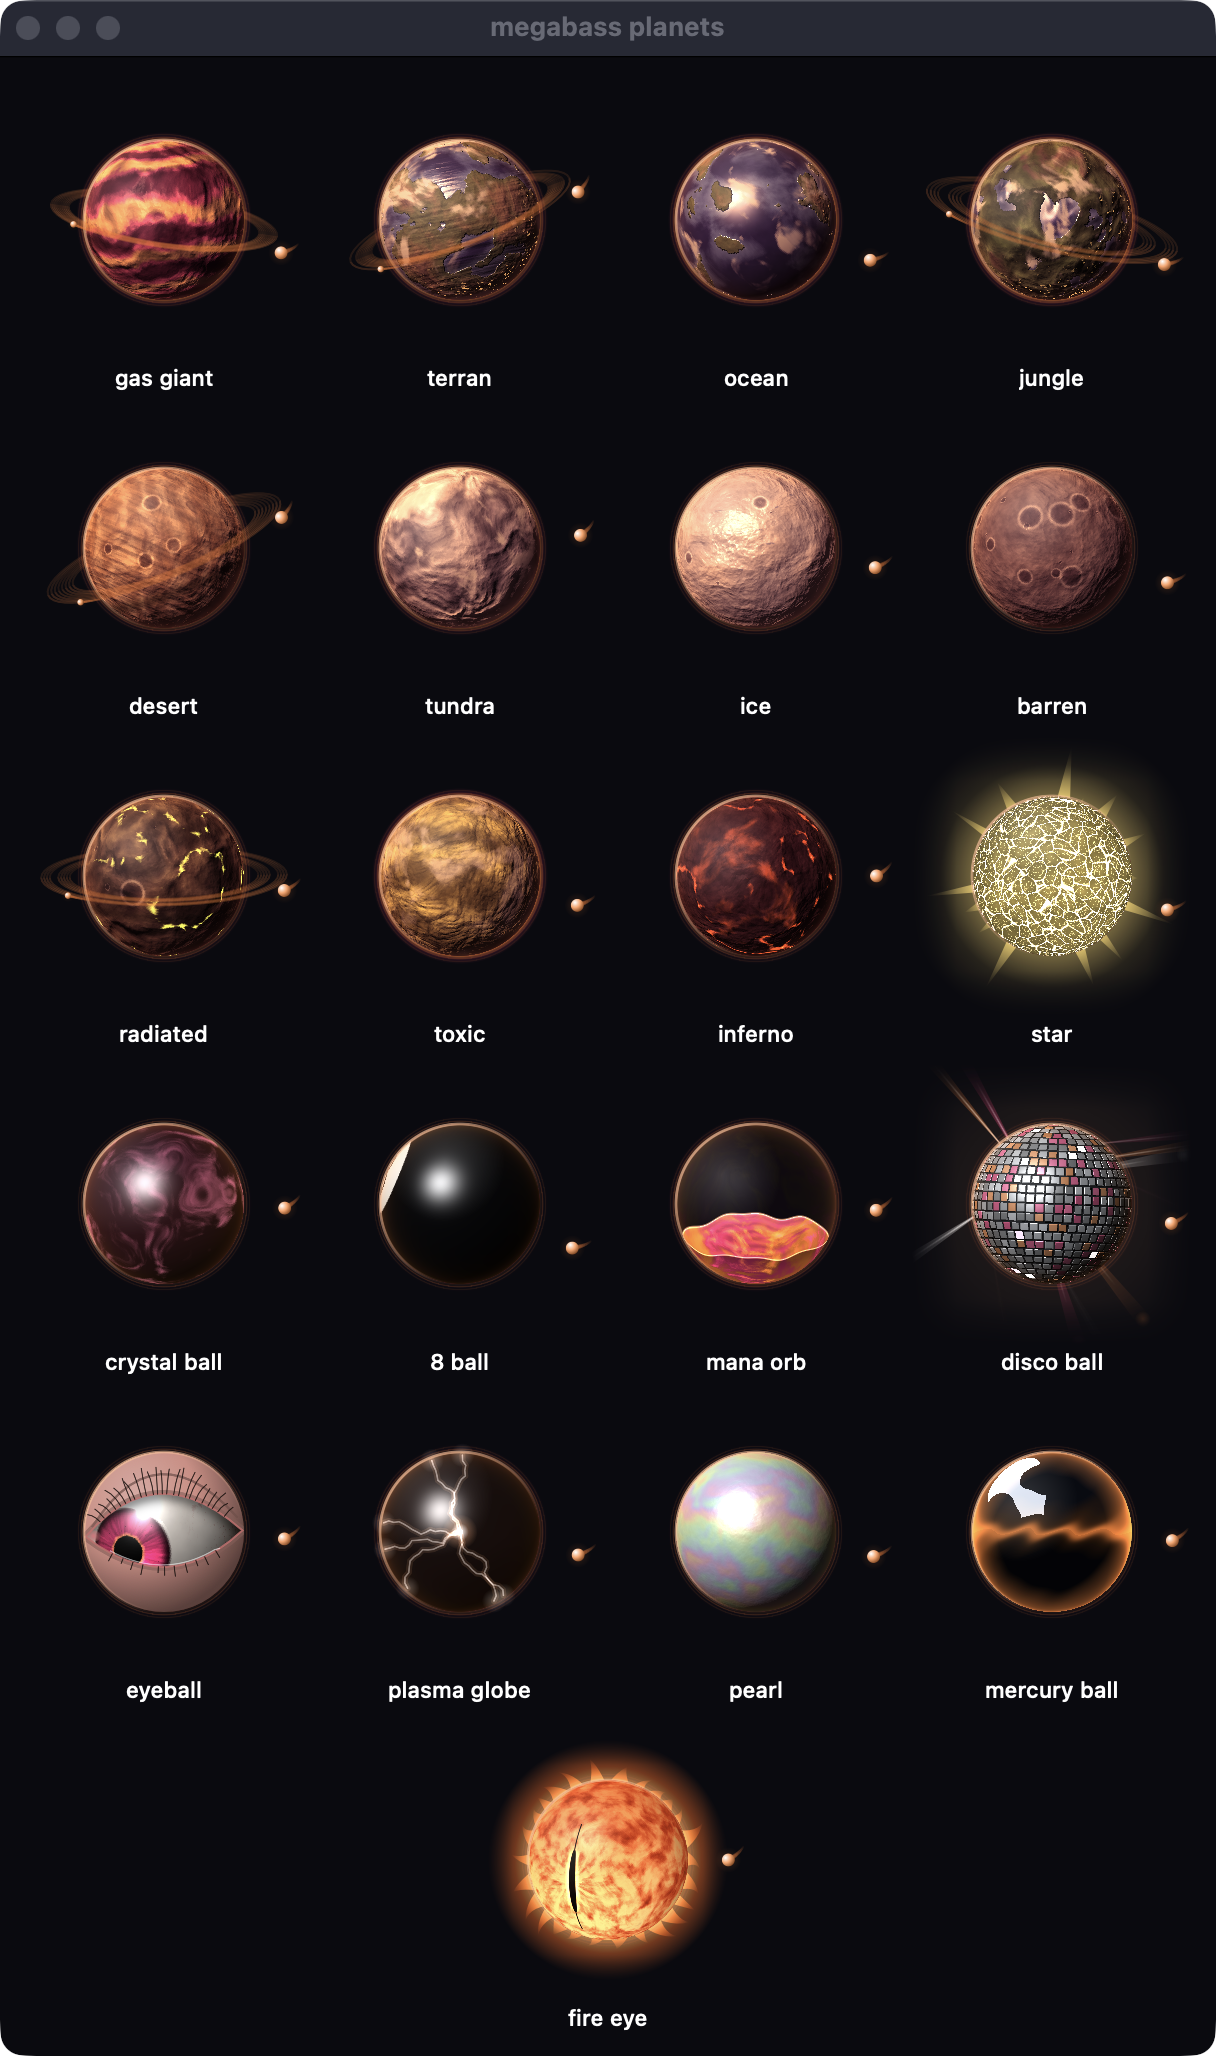 megabass planets
gas giant
terran
ocean
jungle
desert
tundra
ice
barren
radiated
toxic
inferno
star
crystal ball
8 ball
mana orb
disco ball
eyeball
plasma globe
pearl
mercury ball
fire eye